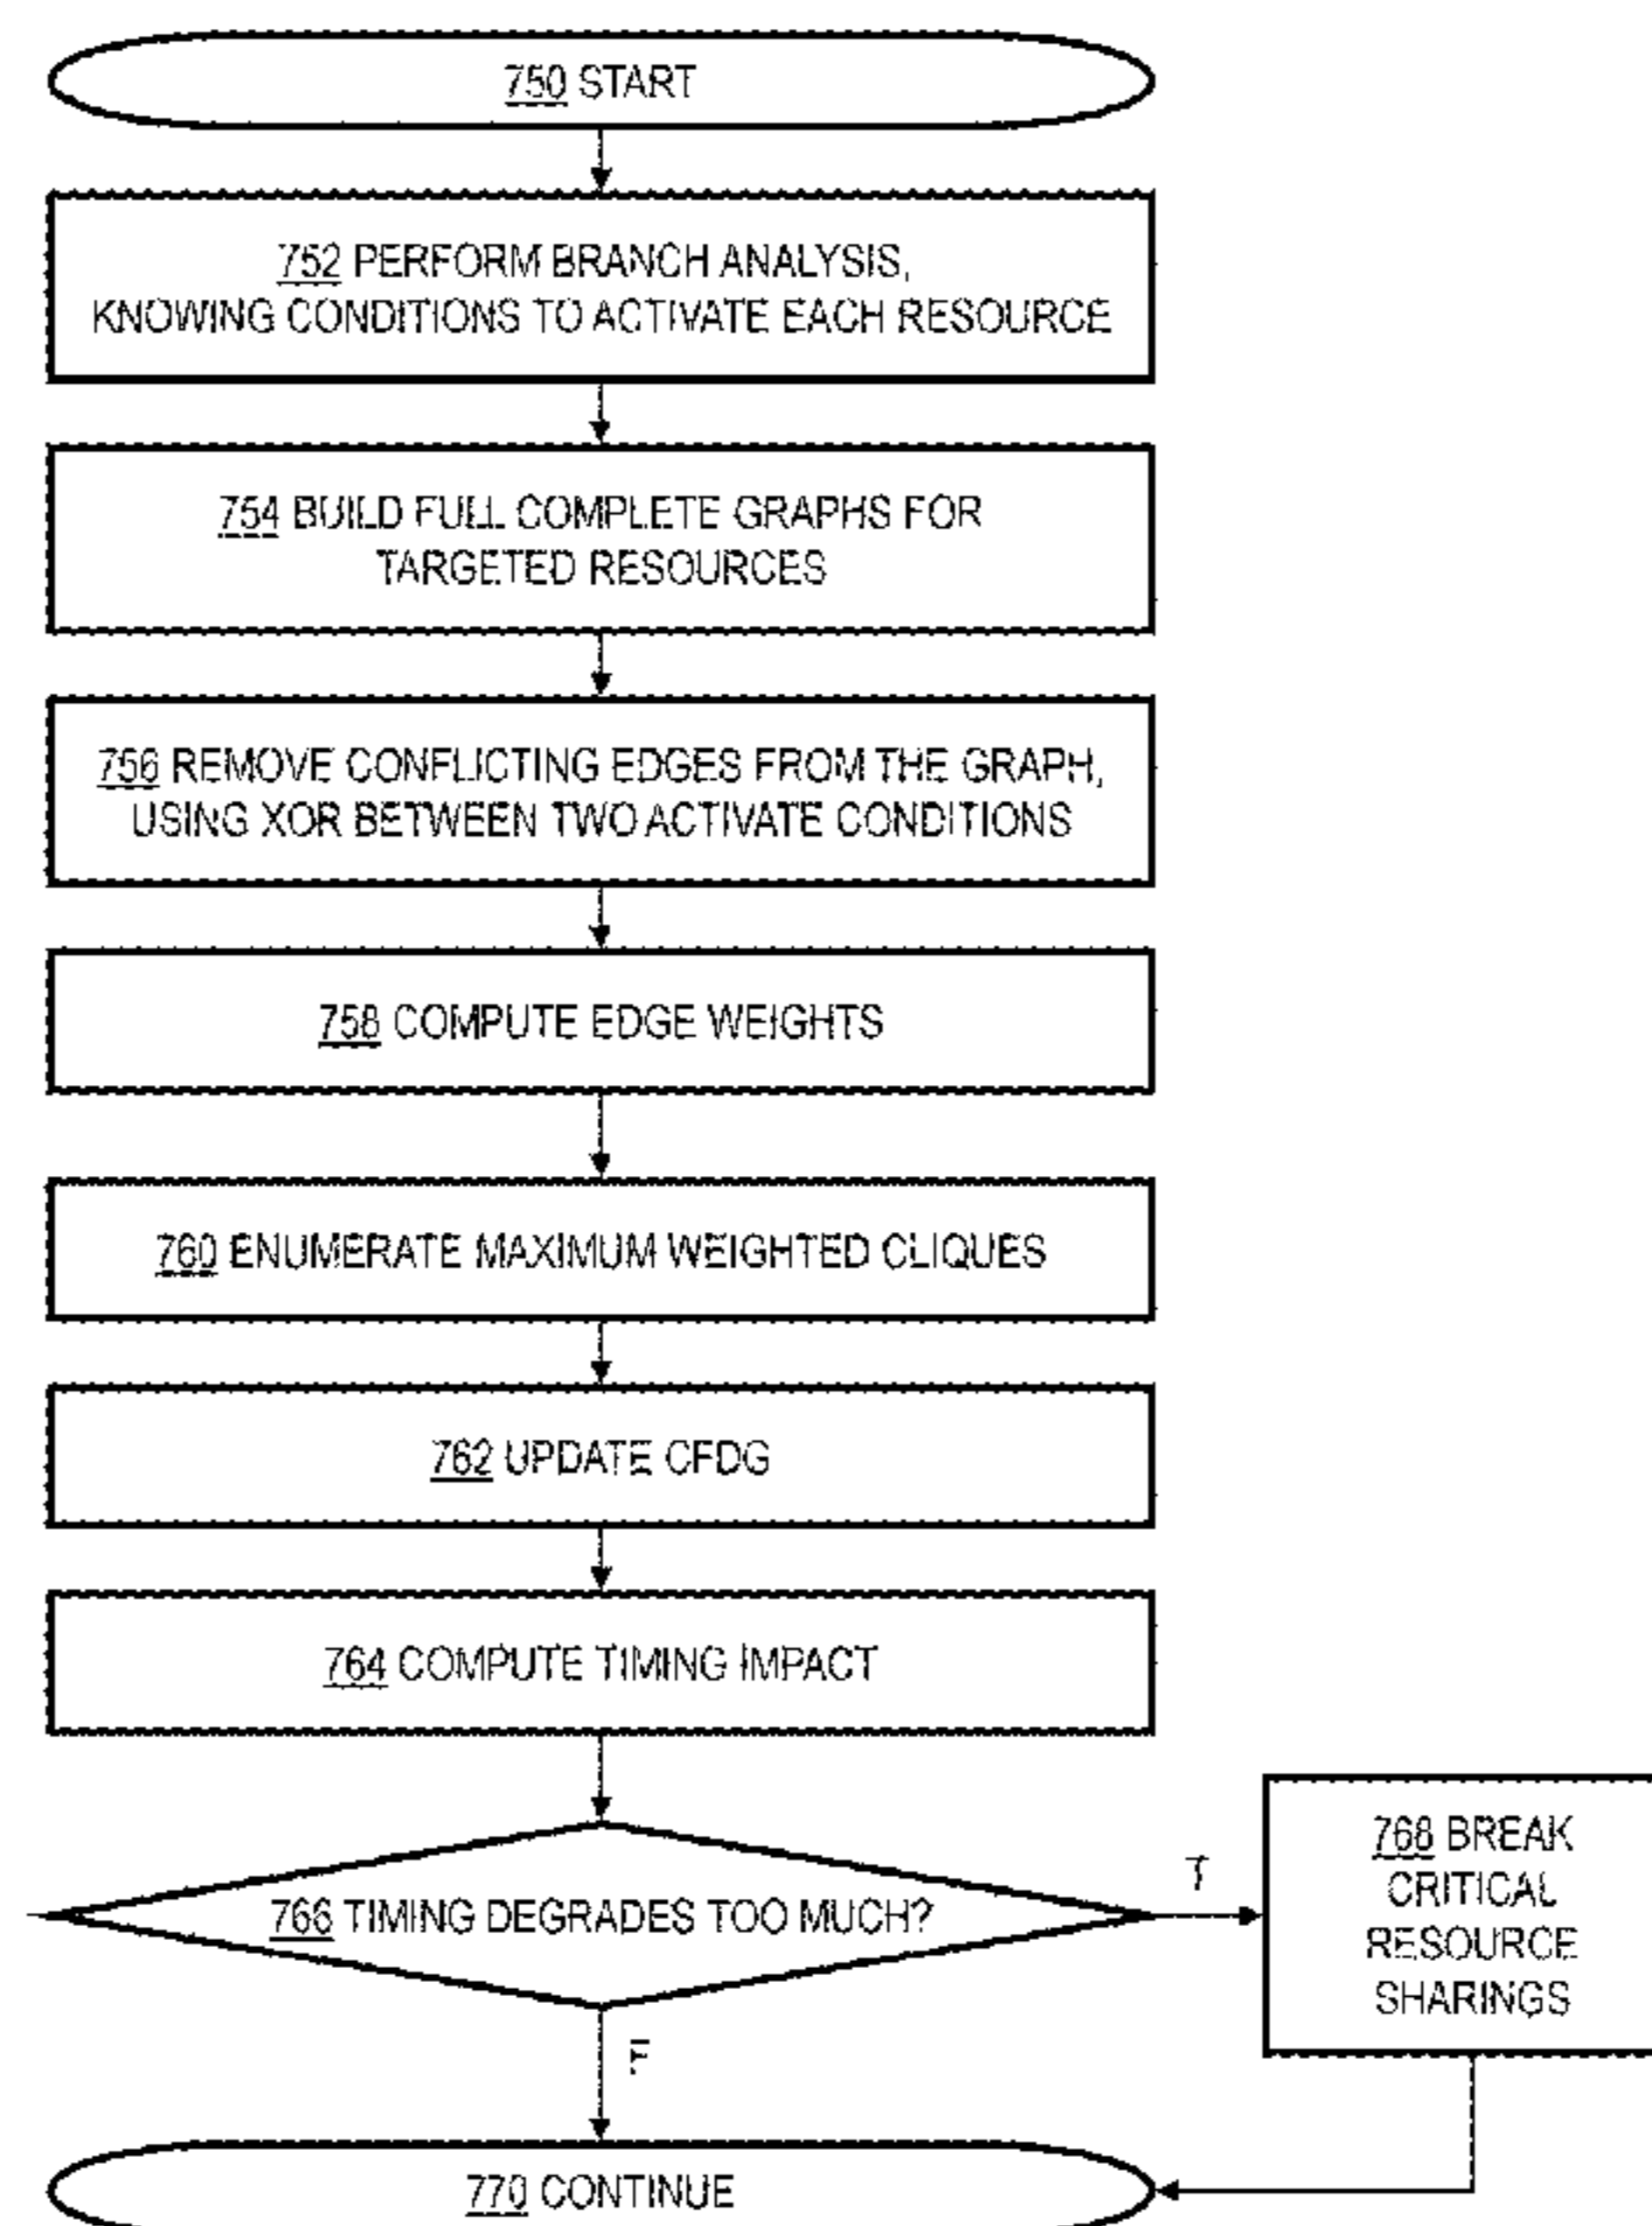 750 START
752 PERFORM BRANCH ANALYSIS,
KNOWING CONDITIONS TO ACTIVATE EACH RESOURCE
754 BUILD FULL COMPLETE GRAPHS FOR
TARGETED RESOURCES
756 REMOVE CONFLICTING EDGES FROM THE GRAPH,
USING XOR BETWEEN TWO ACTIVATE CONDITIONS
758 COMPUTE EDGE WEIGHTS
760 ENUMERATE MAXIMUM WEIGHTED CLIQUES
762 UPDATE CFDG
764 COMPUTE TIMING IMPACT
766 TIMING DEGRADES TOO MUCH?
T
768 BREAK
CRITICAL
RESOURCE
SHARINGS
F
770 CONTINUE